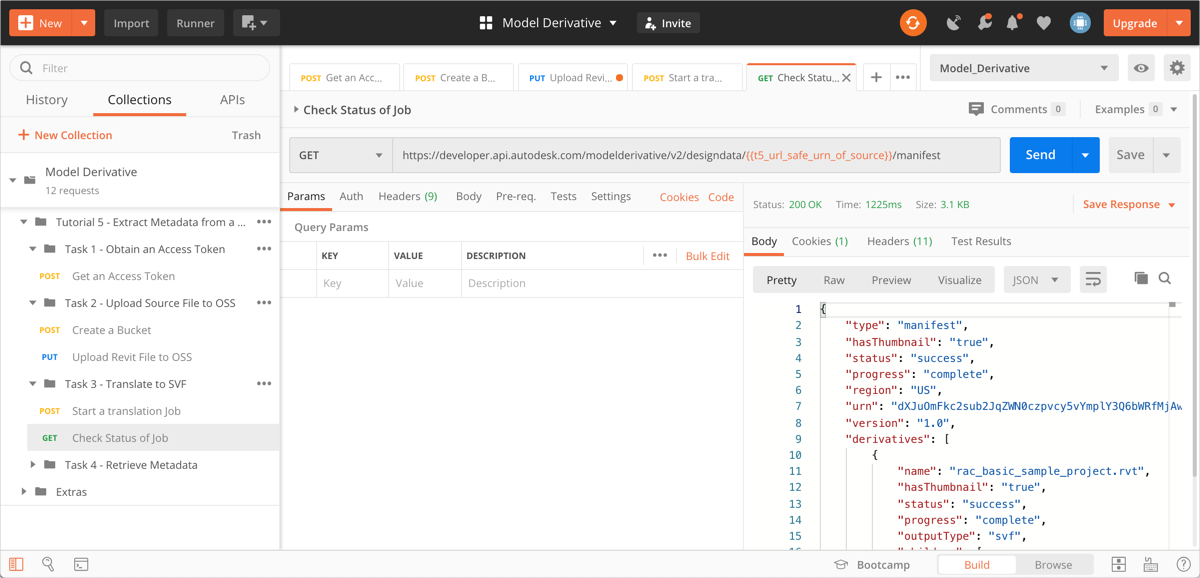 New Import Runner Model Derivative Invite Upgrade
Filter
History Collections APIs
New Collection Trash
Model Derivative
12 requests
Tutorial 5 - Extract Metadata from a ...
Task 1 - Obtain an Access Token
POST Get an Access Token
Task 2 - Upload Source File to OSS
POST Create a Bucket
PUT Upload Revit File to OSS
Task 3 - Translate to SVF
POST Start a translation Job
GET Check Status of Job
Task 4 - Retrieve Metadata
Extras
POST Get an Acc... POST Create a B... PUT Upload Revi... POST Start a tra... GET Check Statu... Model_Derivative
Check Status of Job Comments 0 Examples 0
GET https://developer.api.autodesk.com/modelderivative/v2/designdata/{{t5_url_safe_urn_of_source}}/manifest Send Save
Params Auth Headers (9) Body Pre-req. Tests Settings Cookies Code
Query Params
KEY VALUE DESCRIPTION Bulk Edit
Key Value Description
Status: 200 OK Time: 1225ms Size: 3.1 KB Save Response
Body Cookies (1) Headers (11) Test Results
Pretty Raw Preview Visualize JSON
1 {
2 "type": "manifest",
3 "hasThumbnail": "true",
4 "status": "success",
5 "progress": "complete",
6 "region": "US",
7 "urn": "dXJuOmFkc2sub2JqZWN0czpvcy5vYmplY3Q6bWRfMjAw
8 "version": "1.0",
9 "derivatives": [
10 {
11 "name": "rac_basic_sample_project.rvt",
12 "hasThumbnail": "true",
13 "status": "success",
14 "progress": "complete",
15 "outputType": "svf",
Bootcamp Build Browse